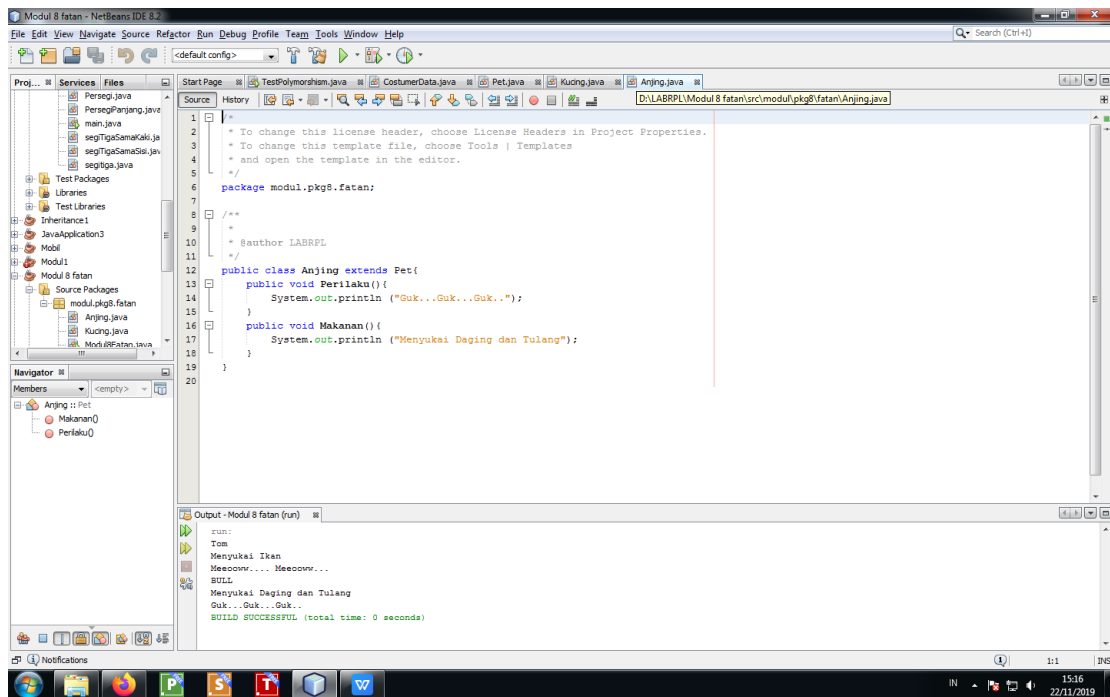 Modul 8 fatan - NetBeans IDE 8.2
File Edit View Navigate Source Refactor Run Debug Profile Team Tools Window Help
Search (Ctrl+I)
<default config>
Proj... Services Files
Persegi.java
PersegiPanjang.java
main.java
segiTigaSamaKaki.ja
segiTigaSamaSisi.jav
segitiga.java
Test Packages
Libraries
Test Libraries
Inheritance1
JavaApplication3
Mobil
Modul1
Modul 8 fatan
Source Packages
modul.pkg8.fatan
Anjing.java
Kucing.java
Modul8Fatan.java
Navigator
Members <empty>
Anjing :: Pet
Makanan()
Perilaku()
Start Page TestPolymorshism.java CostumerData.java Pet.java Kucing.java Anjing.java
Source History
D:\LABRPL\Modul 8 fatan\src\modul\pkg8\fatan\Anjing.java
1 /*
2 * To change this license header, choose License Headers in Project Properties.
3 * To change this template file, choose Tools | Templates
4 * and open the template in the editor.
5 */
6 package modul.pkg8.fatan;
7
8 /**
9 *
10 * @author LABRPL
11 */
12 public class Anjing extends Pet{
13 public void Perilaku(){
14 System.out.println ("Guk...Guk...Guk..");
15 }
16 public void Makanan(){
17 System.out.println ("Menyukai Daging dan Tulang");
18 }
19 }
20
Output - Modul 8 fatan (run)
run:
Tom
Menyukai Ikan
Meeooww.... Meeooww...
BULL
Menyukai Daging dan Tulang
Guk...Guk...Guk..
BUILD SUCCESSFUL (total time: 0 seconds)
Notifications
1
1:1
INS
P S T W
IN
15:16
22/11/2019